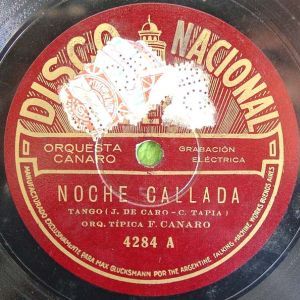 DISCO NACIONAL
ORQUESTA
CANARO
GRABACIÓN
ELÉCTRICA
NOCHE CALLADA
TANGO ( J. DE CARO - C. TAPIA )
ORQ. TÍPICA F. CANARO
4284 A
MANUFACTURADO EXCLUSIVAMENTE PARA MAX GLUCKSMANN POR THE ARGENTINE TALKING MACHINE WORKS BUENOS AIRES